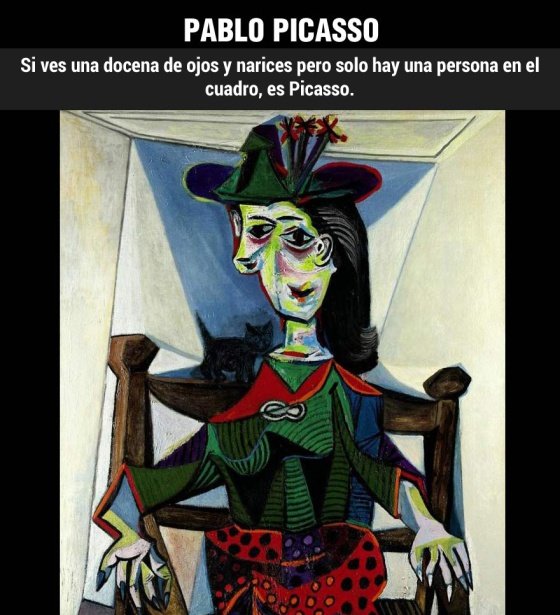 PABLO PICASSO
Si ves una docena de ojos y narices pero solo hay una persona en el
cuadro, es Picasso.